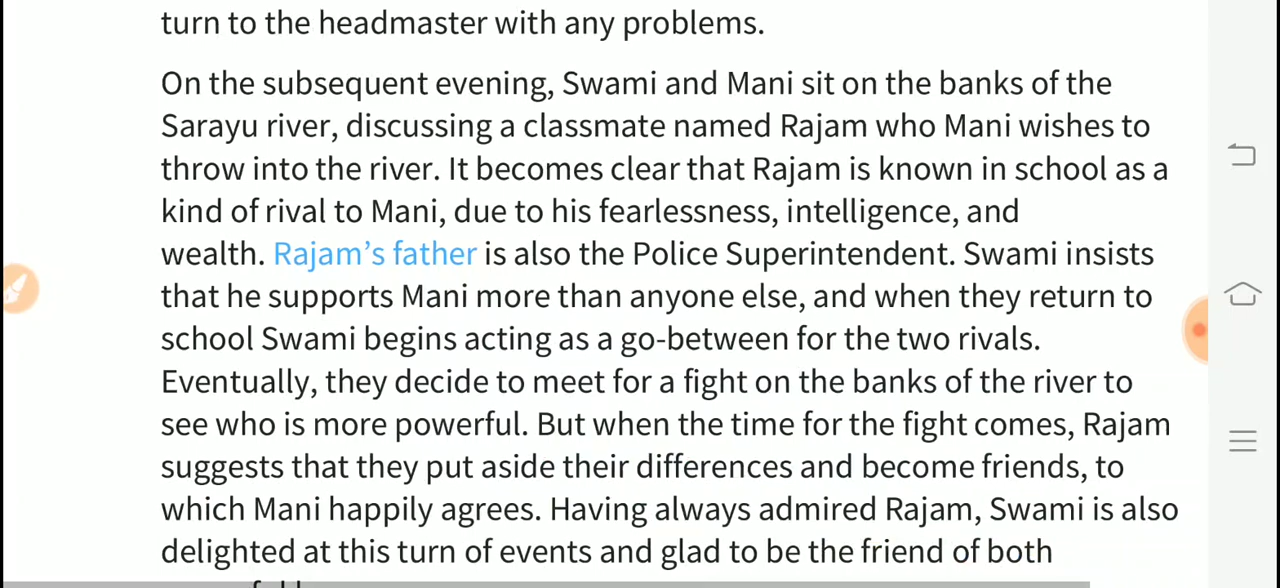 turn to the headmaster with any problems.
On the subsequent evening, Swami and Mani sit on the banks of the
Sarayu river, discussing a classmate named Rajam who Mani wishes to
throw into the river. It becomes clear that Rajam is known in school as a
kind of rival to Mani, due to his fearlessness, intelligence, and
wealth. Rajam’s father is also the Police Superintendent. Swami insists
that he supports Mani more than anyone else, and when they return to
school Swami begins acting as a go-between for the two rivals.
Eventually, they decide to meet for a fight on the banks of the river to
see who is more powerful. But when the time for the fight comes, Rajam
suggests that they put aside their differences and become friends, to
which Mani happily agrees. Having always admired Rajam, Swami is also
delighted at this turn of events and glad to be the friend of both